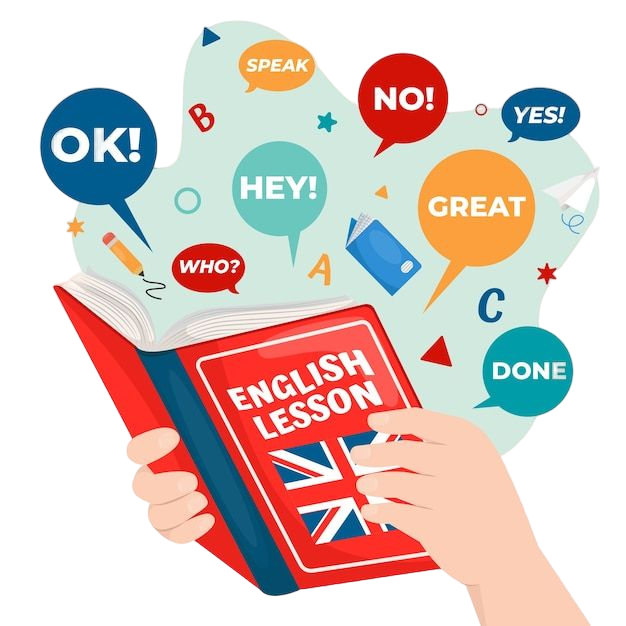 SPEAK
NO!
YES!
B
OK!
HEY!
GREAT
WHO?
A
C
DONE
ENGLISH
LESSON